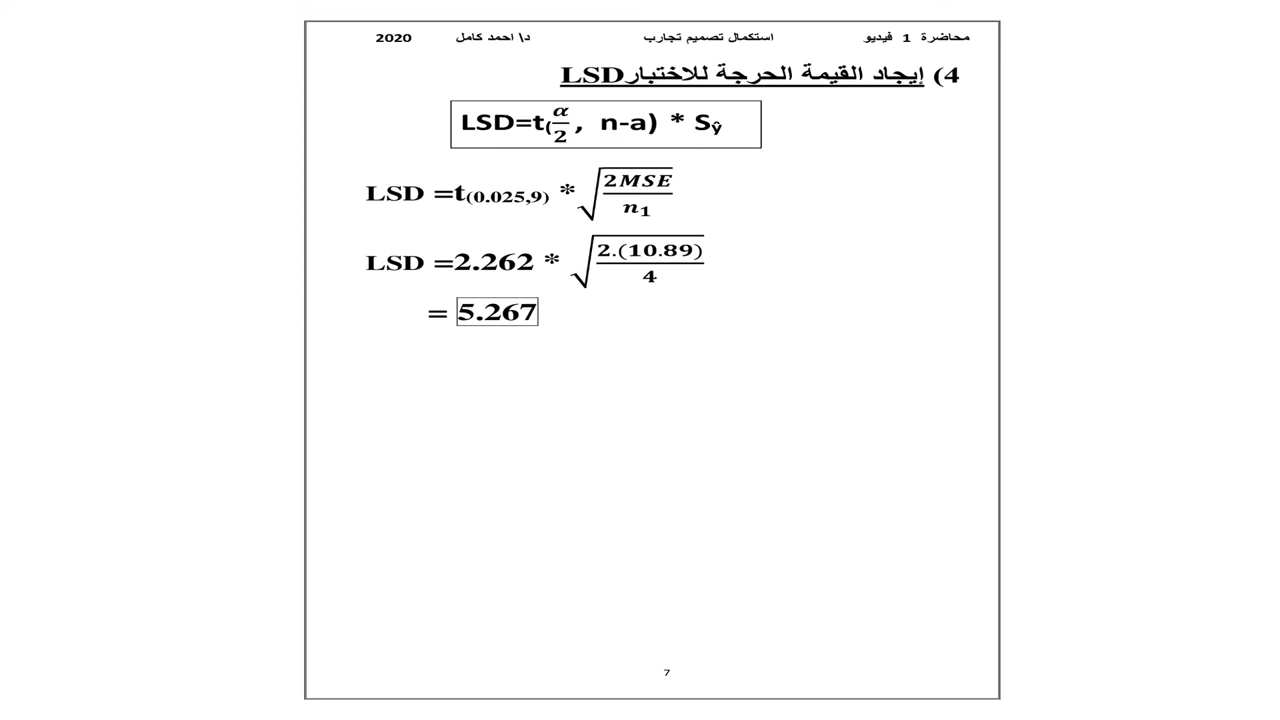 محاضرة 1 فيديو استكمال تصميم تجارب د\ احمد كامل 2020
4) إيجاد القيمة الحرجة للاختبارLSD
LSD=t(α/2, n-a) * Sŷ
LSD =t(0.025,9) * √(2MSE/n₁)
LSD =2.262 * √(2.(10.89)/4)
= 5.267
7